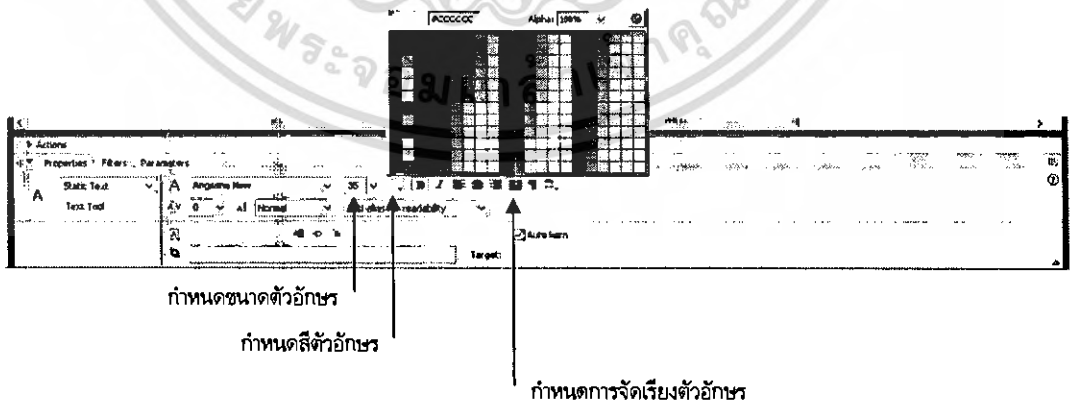 #CCCCCC Alpha: 100%
Actions
Properties Filters Parameters
Static Text A Angsana New 35 B I
A
Text Tool AV 0 A Normal readability
Auto kern
Target:
กำหนดขนาดตัวอักษร
กำหนดสีตัวอักษร
กำหนดการจัดเรียงตัวอักษร